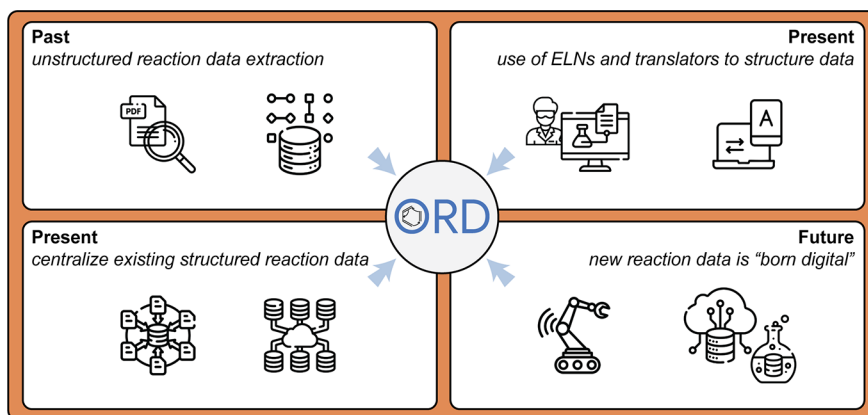 Past
unstructured reaction data extraction
PDF
Present
use of ELNs and translators to structure data
A
ORD
Present
centralize existing structured reaction data
Future
new reaction data is “born digital”